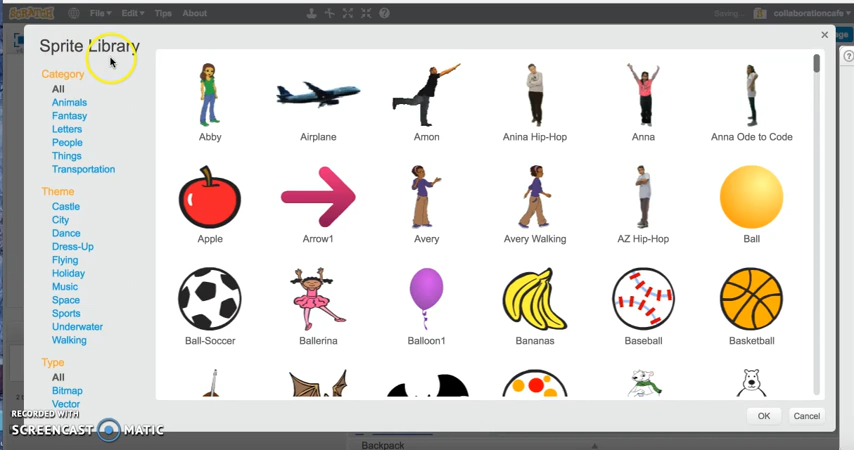 SCRATCH File▾ Edit▾ Tips About Saving... collaborationcafe▾
Sprite Library
Category
All
Animals
Fantasy
Letters
People
Things
Transportation
Theme
Castle
City
Dance
Dress-Up
Flying
Holiday
Music
Space
Sports
Underwater
Walking
Type
All
Bitmap
Vector
Abby Airplane Amon Anina Hip-Hop Anna Anna Ode to Code
Apple Arrow1 Avery Avery Walking AZ Hip-Hop Ball
Ball-Soccer Ballerina Balloon1 Bananas Baseball Basketball
OK Cancel
RECORDED WITH
SCREENCAST MATIC
Backpack